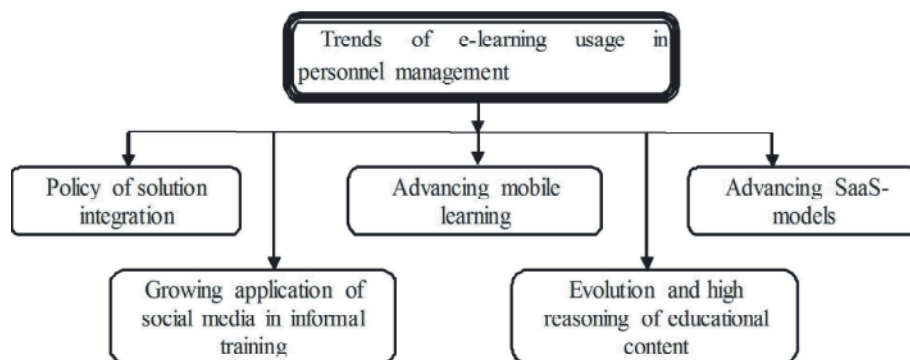 Trends of e-learning usage in
personnel management
Policy of solution
integration
Advancing mobile
learning
Advancing SaaS-
models
Growing application of
social media in informal
training
Evolution and high
reasoning of educational
content